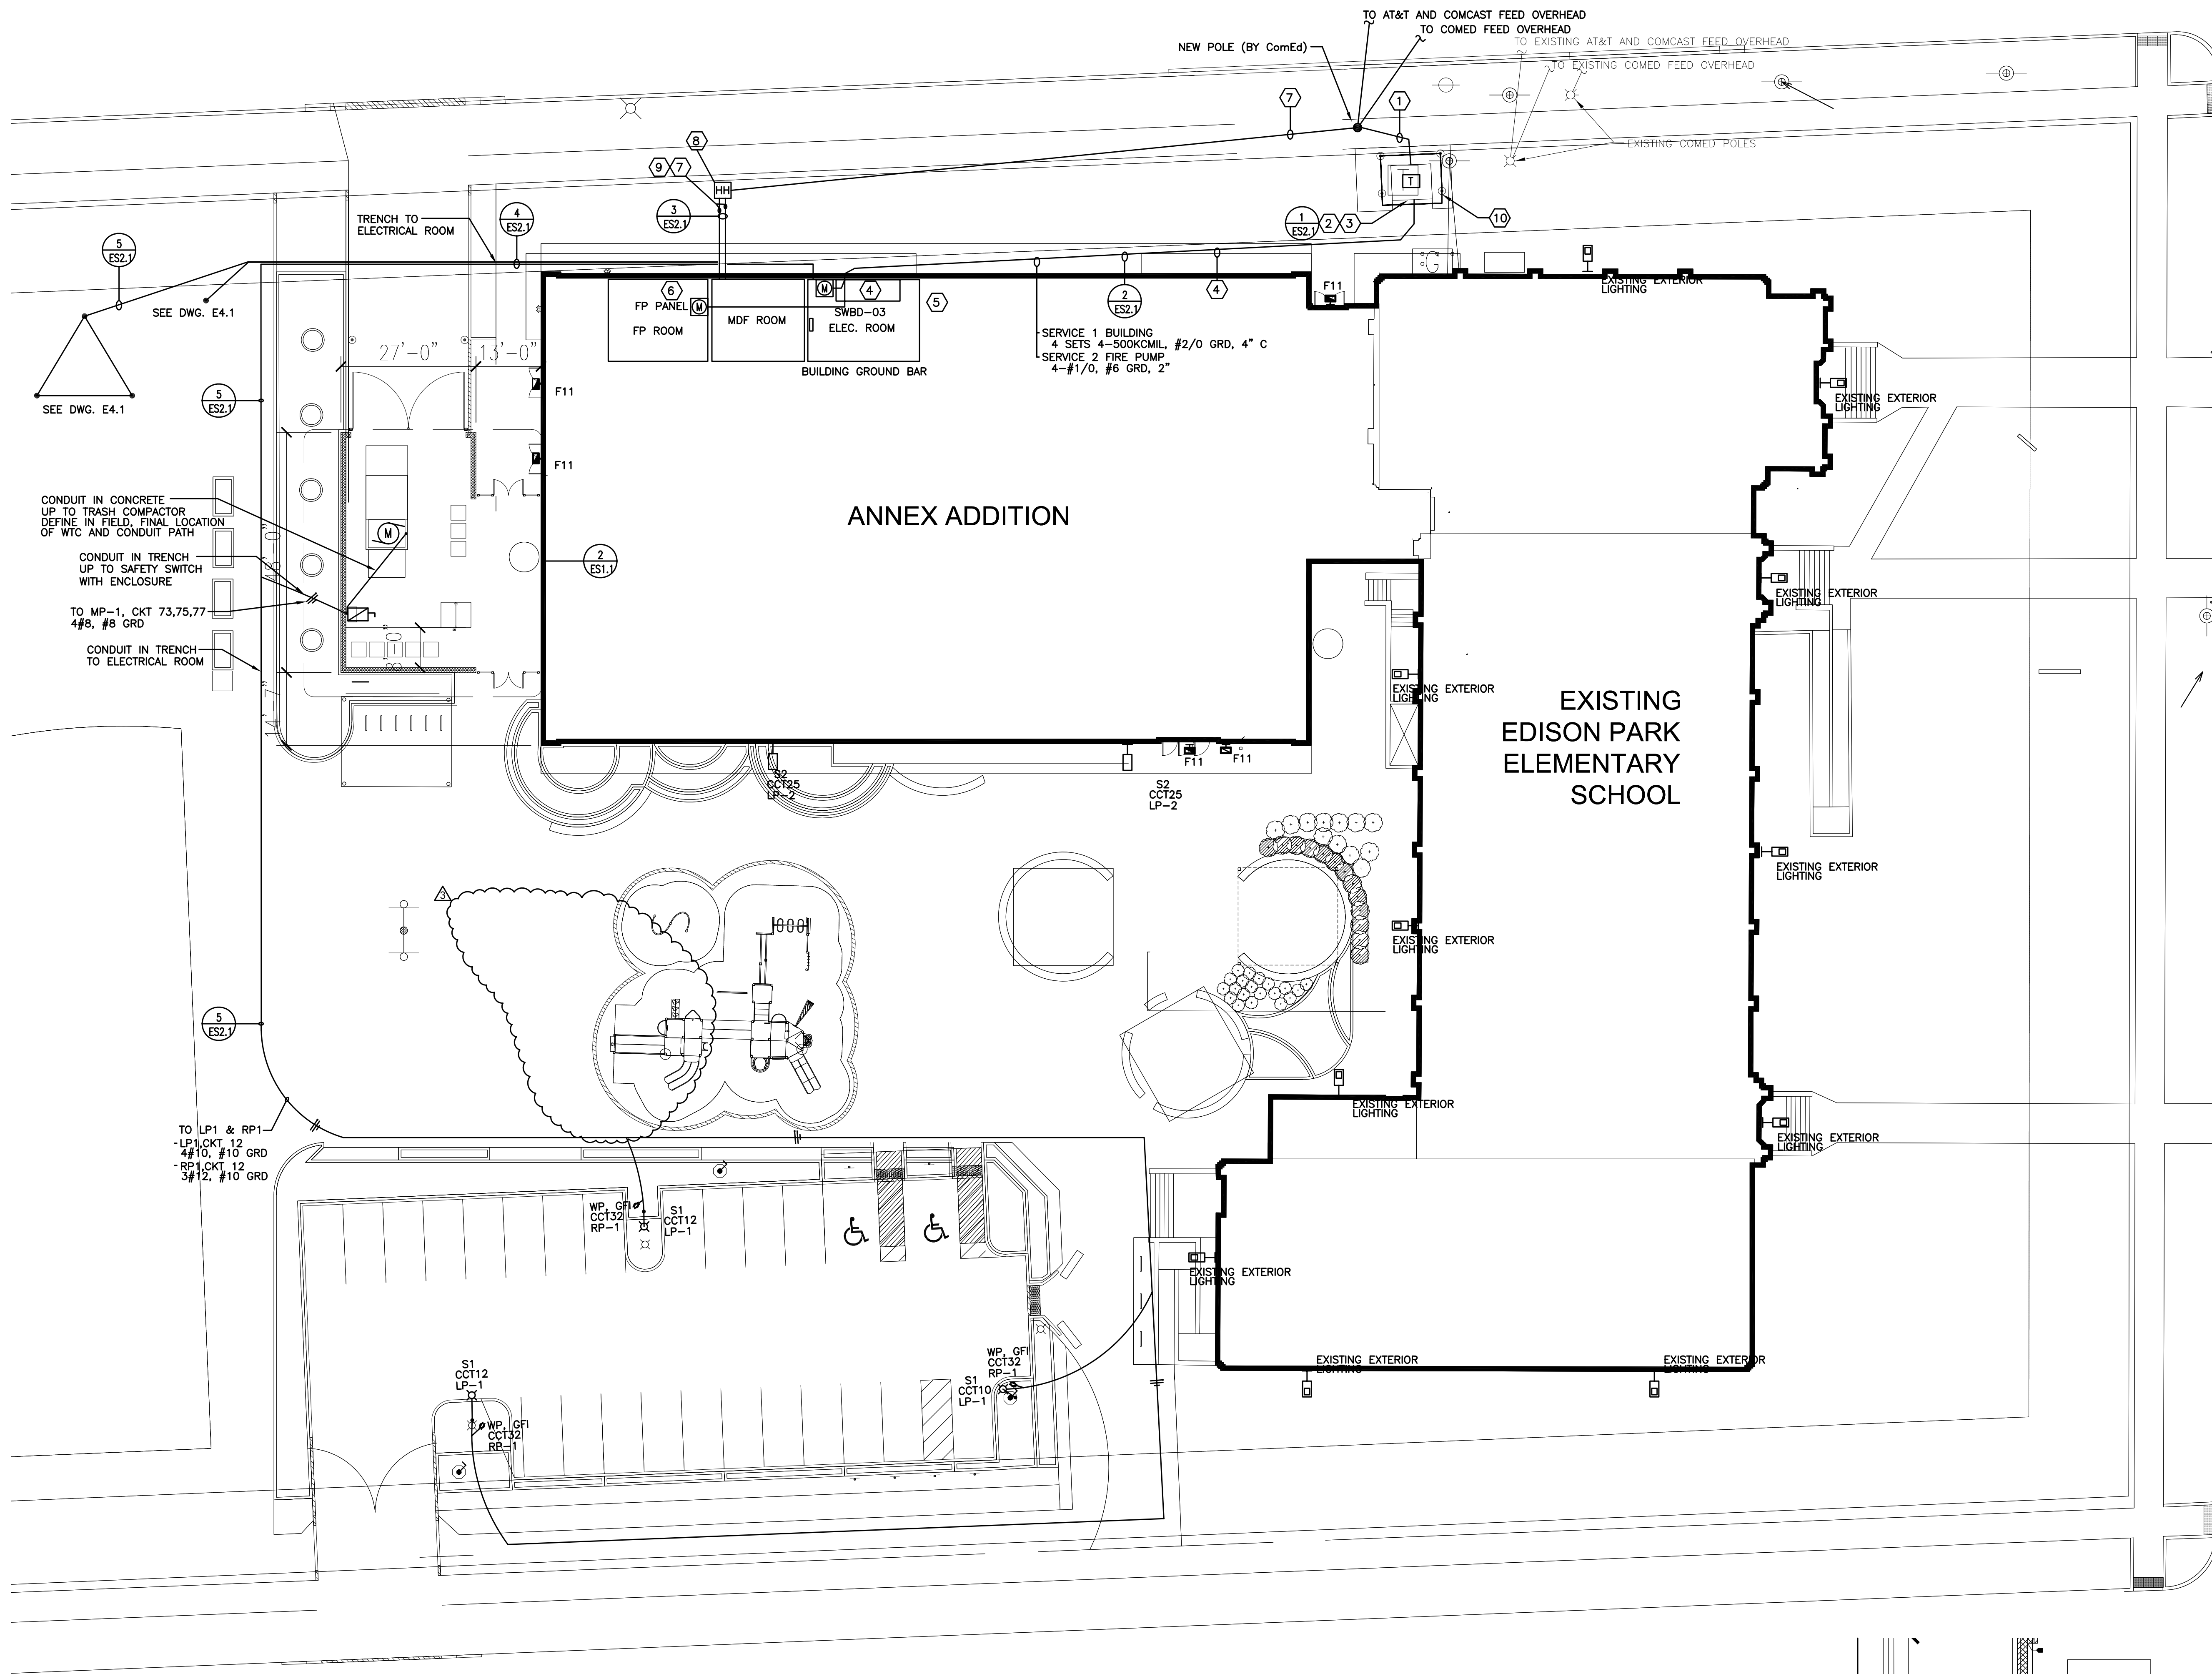 TO AT&T AND COMCAST FEED OVERHEAD
TO COMED FEED OVERHEAD
NEW POLE (BY ComEd)
TO EXISTING AT&T AND COMCAST FEED OVERHEAD
TO EXISTING COMED FEED OVERHEAD
EXISTING COMED POLES
7
1
8
9
7
HH
T
3
ES2.1
1
ES2.1
2
3
10
TRENCH TO
ELECTRICAL ROOM
4
ES2.1
5
ES2.1
SEE DWG. E4.1
SEE DWG. E4.1
5
ES2.1
27'-0"
13'-0"
F11
F11
6
FP PANEL
M
FP ROOM
MDF ROOM
M
4
SWBD-03
ELEC. ROOM
5
BUILDING GROUND BAR
2
ES2.1
4
SERVICE 1 BUILDING
4 SETS 4-500KCMIL, #2/0 GRD, 4" C
SERVICE 2 FIRE PUMP
4-#1/0, #6 GRD, 2"
F11
G
EXISTING EXTERIOR
LIGHTING
EXISTING EXTERIOR
LIGHTING
CONDUIT IN CONCRETE
UP TO TRASH COMPACTOR
DEFINE IN FIELD, FINAL LOCATION
OF WTC AND CONDUIT PATH
M
CONDUIT IN TRENCH
UP TO SAFETY SWITCH
WITH ENCLOSURE
TO MP-1, CKT 73,75,77
4#8, #8 GRD
CONDUIT IN TRENCH
TO ELECTRICAL ROOM
2
ES1.1
ANNEX ADDITION
EXISTING EXTERIOR
LIGHTING
EXISTING EXTERIOR
LIGHTING
EXISTING
EDISON PARK
ELEMENTARY
SCHOOL
S2
CCT25
LP-2
F11
F11
S2
CCT25
LP-2
EXISTING EXTERIOR
LIGHTING
3
EXISTING EXTERIOR
LIGHTING
5
ES2.1
EXISTING EXTERIOR
LIGHTING
EXISTING EXTERIOR
LIGHTING
TO LP1 & RP1
-LP1,CKT 12
4#10, #10 GRD
-RP1,CKT 12
3#12, #10 GRD
WP, GFI
CCT32
RP-1
S1
CCT12
LP-1
EXISTING EXTERIOR
LIGHTING
S1
CCT12
LP-1
WP, GFI
CCT32
RP-1
WP, GFI
CCT32
RP-1
S1
CCT10
LP-1
EXISTING EXTERIOR
LIGHTING
EXISTING EXTERIOR
LIGHTING